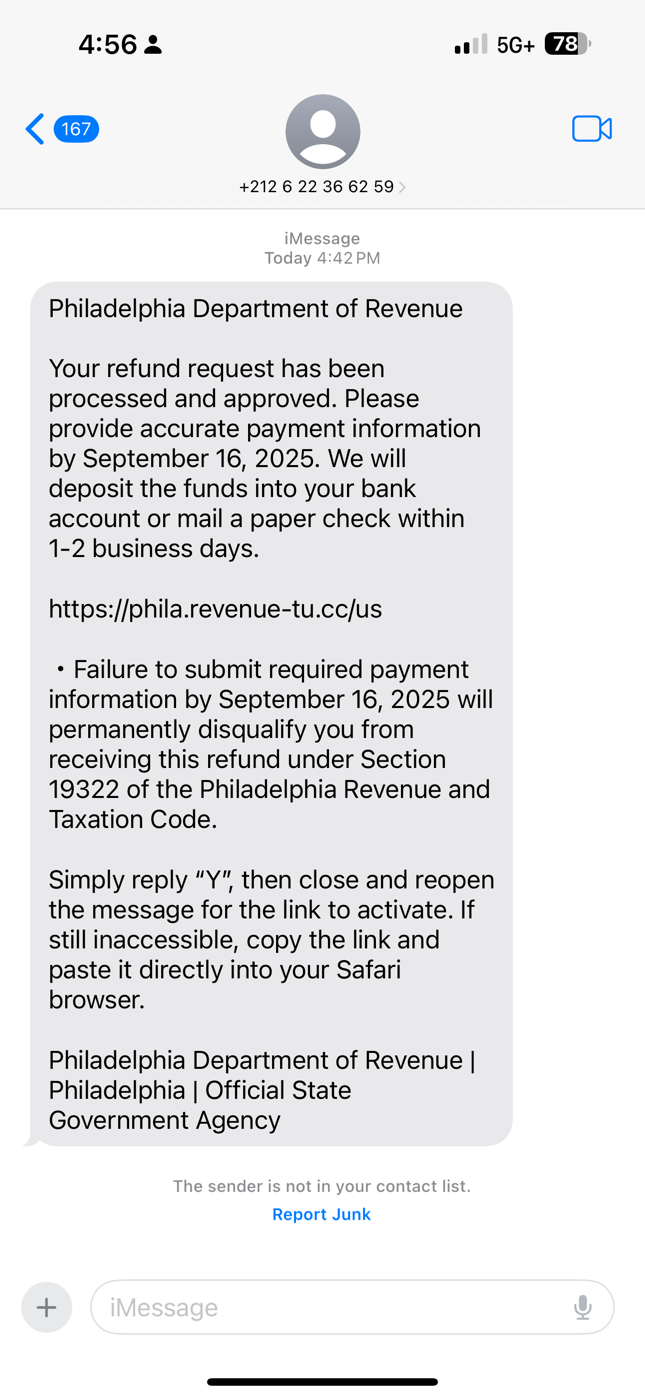 4:56
5G+
78
167
+212 6 22 36 62 59
iMessage
Today 4:42 PM
Philadelphia Department of Revenue
Your refund request has been
processed and approved. Please
provide accurate payment information
by September 16, 2025. We will
deposit the funds into your bank
account or mail a paper check within
1-2 business days.
https://phila.revenue-tu.cc/us
・Failure to submit required payment
information by September 16, 2025 will
permanently disqualify you from
receiving this refund under Section
19322 of the Philadelphia Revenue and
Taxation Code.
Simply reply “Y”, then close and reopen
the message for the link to activate. If
still inaccessible, copy the link and
paste it directly into your Safari
browser.
Philadelphia Department of Revenue |
Philadelphia | Official State
Government Agency
The sender is not in your contact list.
Report Junk
iMessage